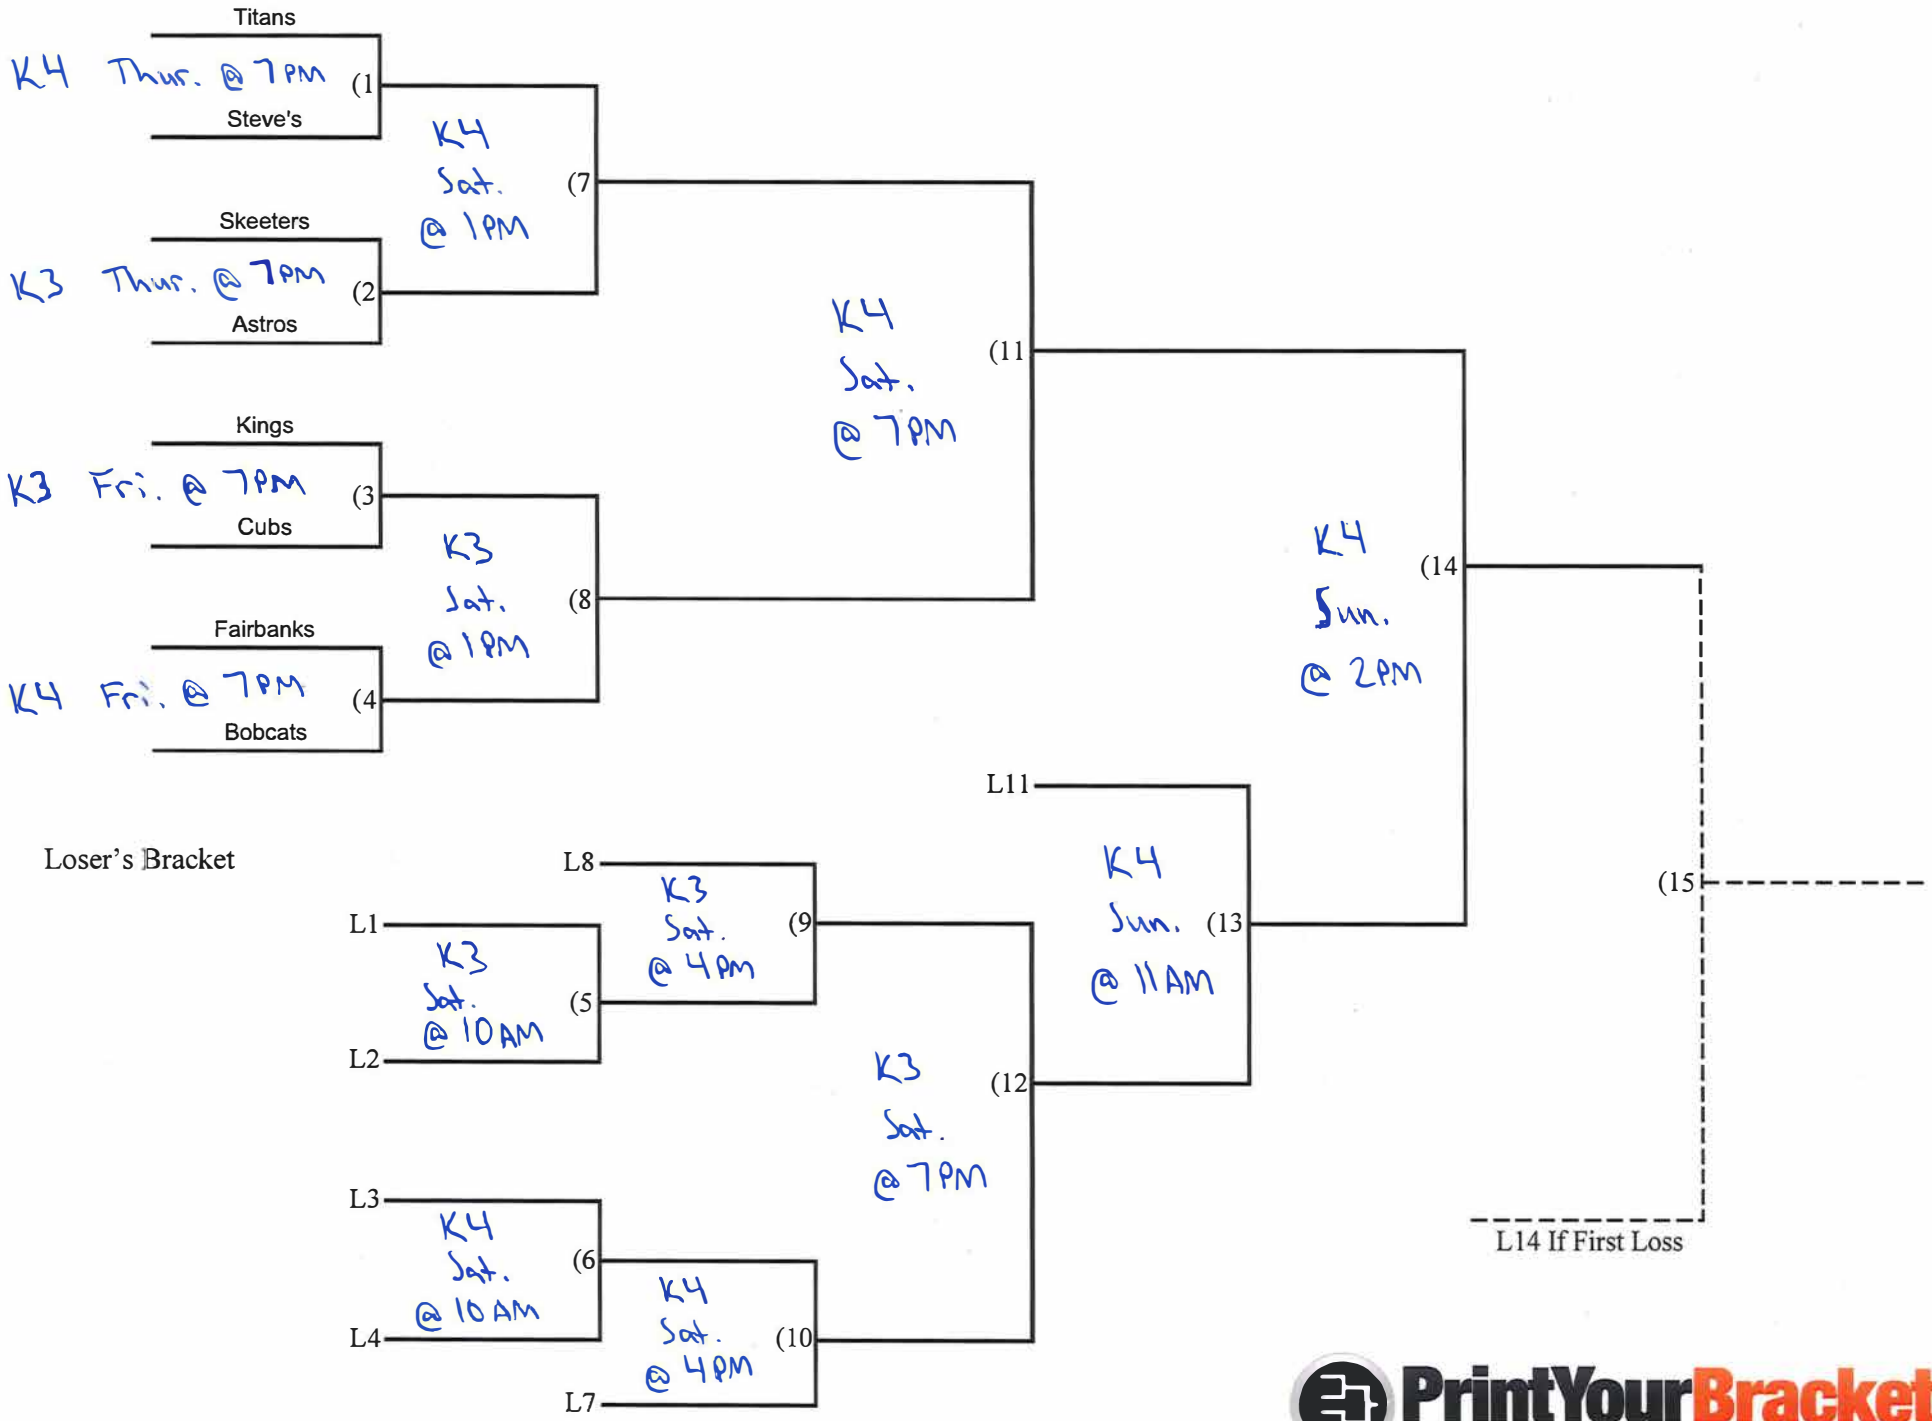 Titans
K4 Thur. @ 7PM (1
Steve's
K4
Sat.
@ 1PM
(7
Skeeters
K3 Thur. @ 7PM (2
Astros
K4
Sat.
@ 7PM
(11
Kings
K3 Fri. @ 7PM (3
Cubs
K3
Sat.
@ 1PM
(8
Fairbanks
K4 Fri. @ 7PM (4
Bobcats
K4
Sun.
@ 2PM
(14
Loser's Bracket
L11
L8
K3
Sat.
@ 4PM
(9
L1
K3
Sat.
@ 10AM
(5
L2
K4
Sun.
@ 11AM
(13
(15
K3
Sat.
@ 7PM
(12
L3
K4
Sat.
@ 10AM
(6
L4
K4
Sat.
@ 4PM
(10
L7
L14 If First Loss
PrintYourBracket